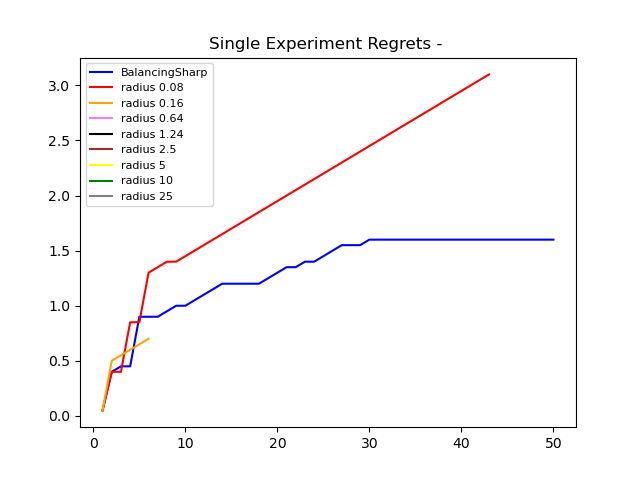 Single Experiment Regrets -
BalancingSharp
radius 0.08
radius 0.16
radius 0.64
radius 1.24
radius 2.5
radius 5
radius 10
radius 25
3.0
2.5
2.0
1.5
1.0
0.5
0.0
0 10 20 30 40 50